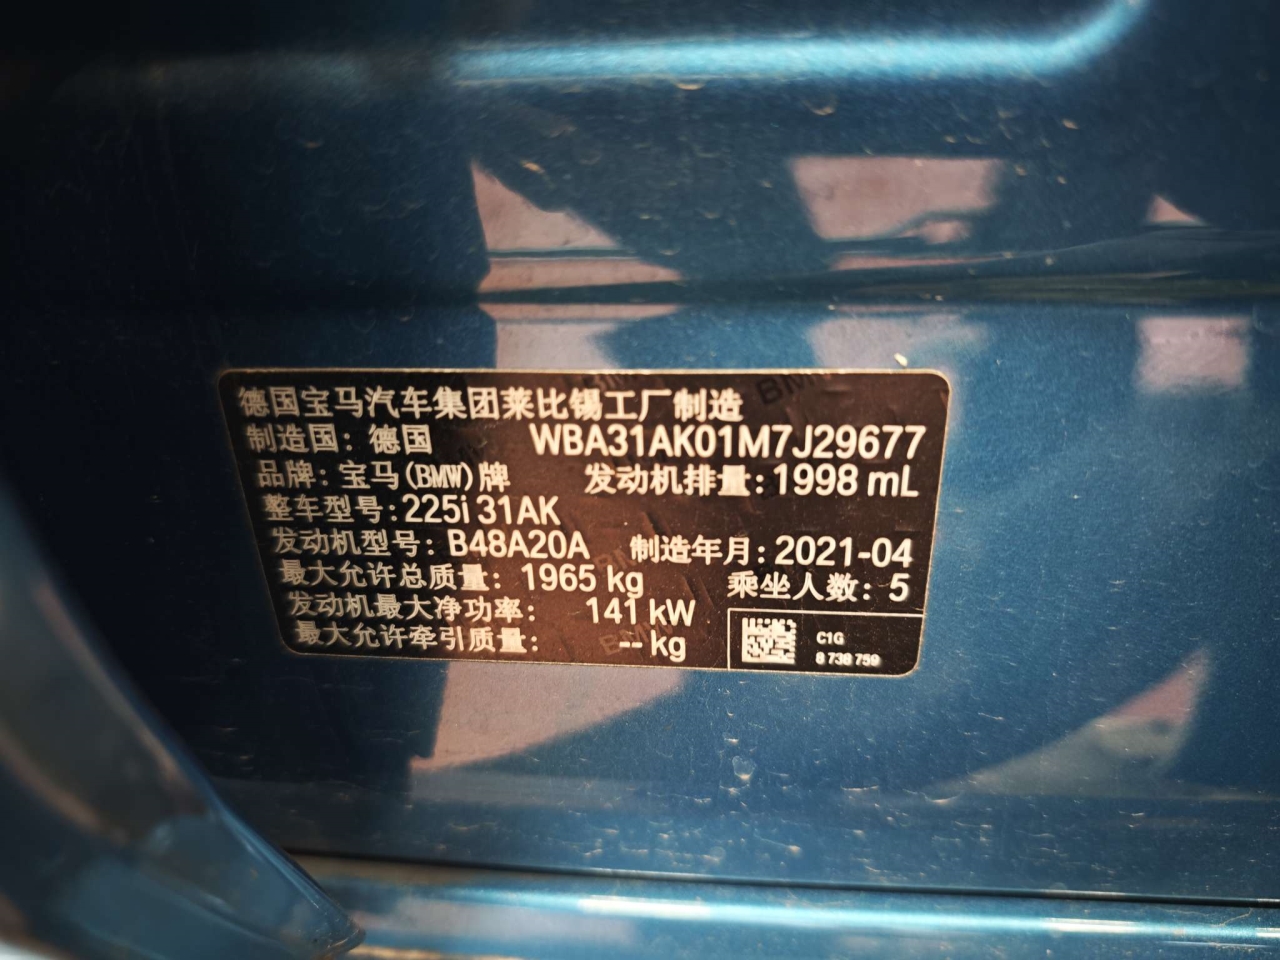 德国宝马汽车集团莱比锡工厂制造
制造国：德国 WBA31AK01M7J29677
品牌：宝马(BMW)牌 发动机排量：1998 mL
整车型号：225i 31AK
发动机型号：B48A20A 制造年月：2021-04
最大允许总质量：1965 kg 乘坐人数：5
发动机最大净功率：141 kW
最大允许牵引质量：-- kg
C1G
8 738 759